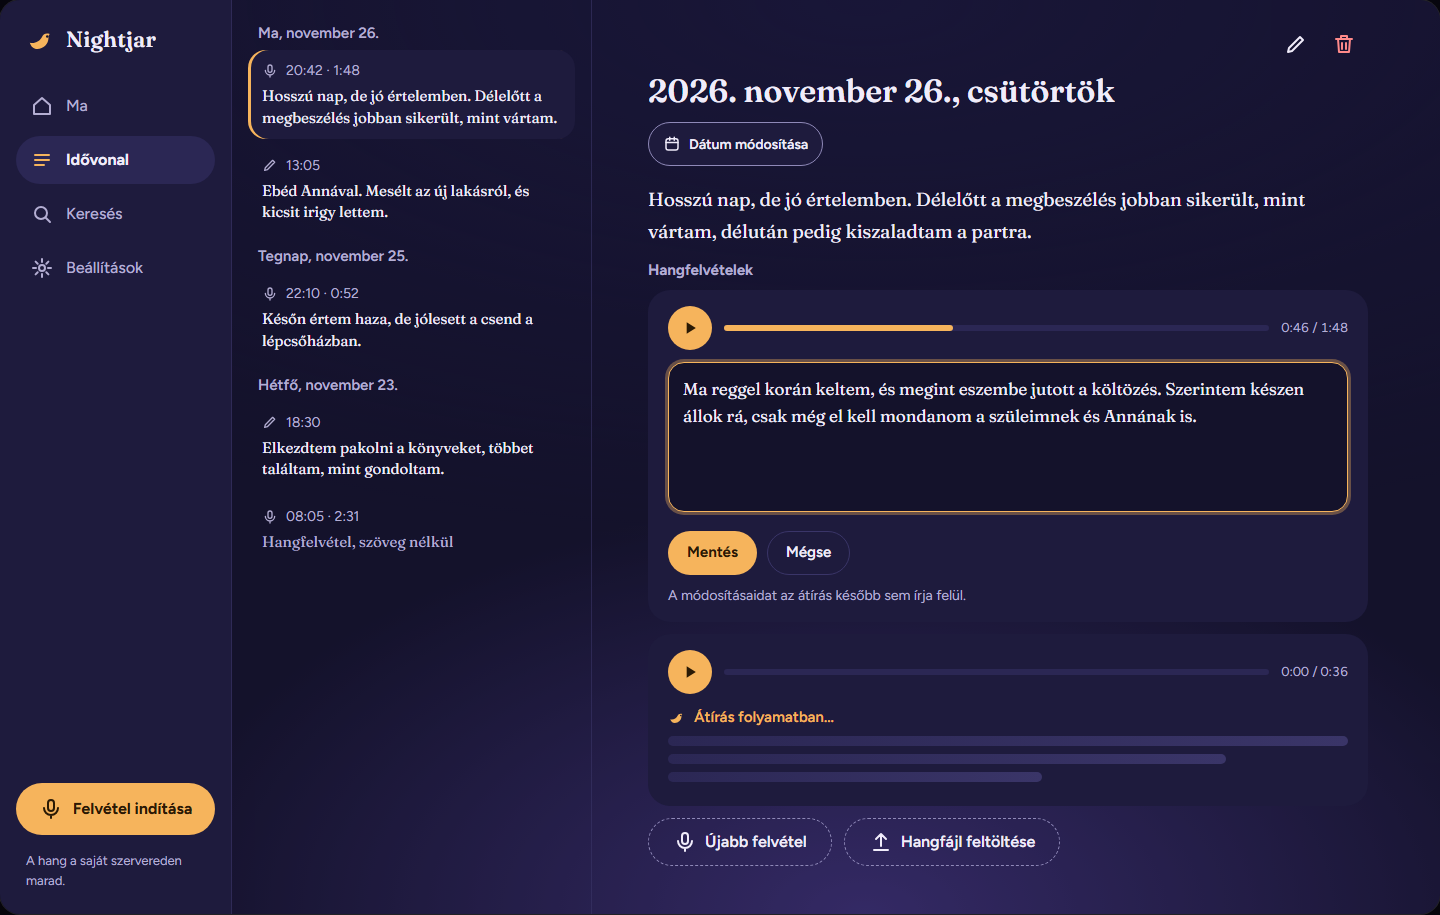 Nightjar
Ma
Idővonal
Keresés
Beállítások
Felvétel indítása
A hang a saját szervereden
marad.
Ma, november 26.
20:42 · 1:48
Hosszú nap, de jó értelemben. Délelőtt a
megbeszélés jobban sikerült, mint vártam.
13:05
Ebéd Annával. Mesélt az új lakásról, és
kicsit irigy lettem.
Tegnap, november 25.
22:10 · 0:52
Későn értem haza, de jólesett a csend a
lépcsőházban.
Hétfő, november 23.
18:30
Elkezdtem pakolni a könyveket, többet
találtam, mint gondoltam.
08:05 · 2:31
Hangfelvétel, szöveg nélkül
2026. november 26., csütörtök
Dátum módosítása
Hosszú nap, de jó értelemben. Délelőtt a megbeszélés jobban sikerült, mint
vártam, délután pedig kiszaladtam a partra.
Hangfelvételek
0:46 / 1:48
Ma reggel korán keltem, és megint eszembe jutott a költözés. Szerintem készen
állok rá, csak még el kell mondanom a szüleimnek és Annának is.
Mentés
Mégse
A módosításaidat az átírás később sem írja felül.
0:00 / 0:36
Átírás folyamatban…
Újabb felvétel
Hangfájl feltöltése